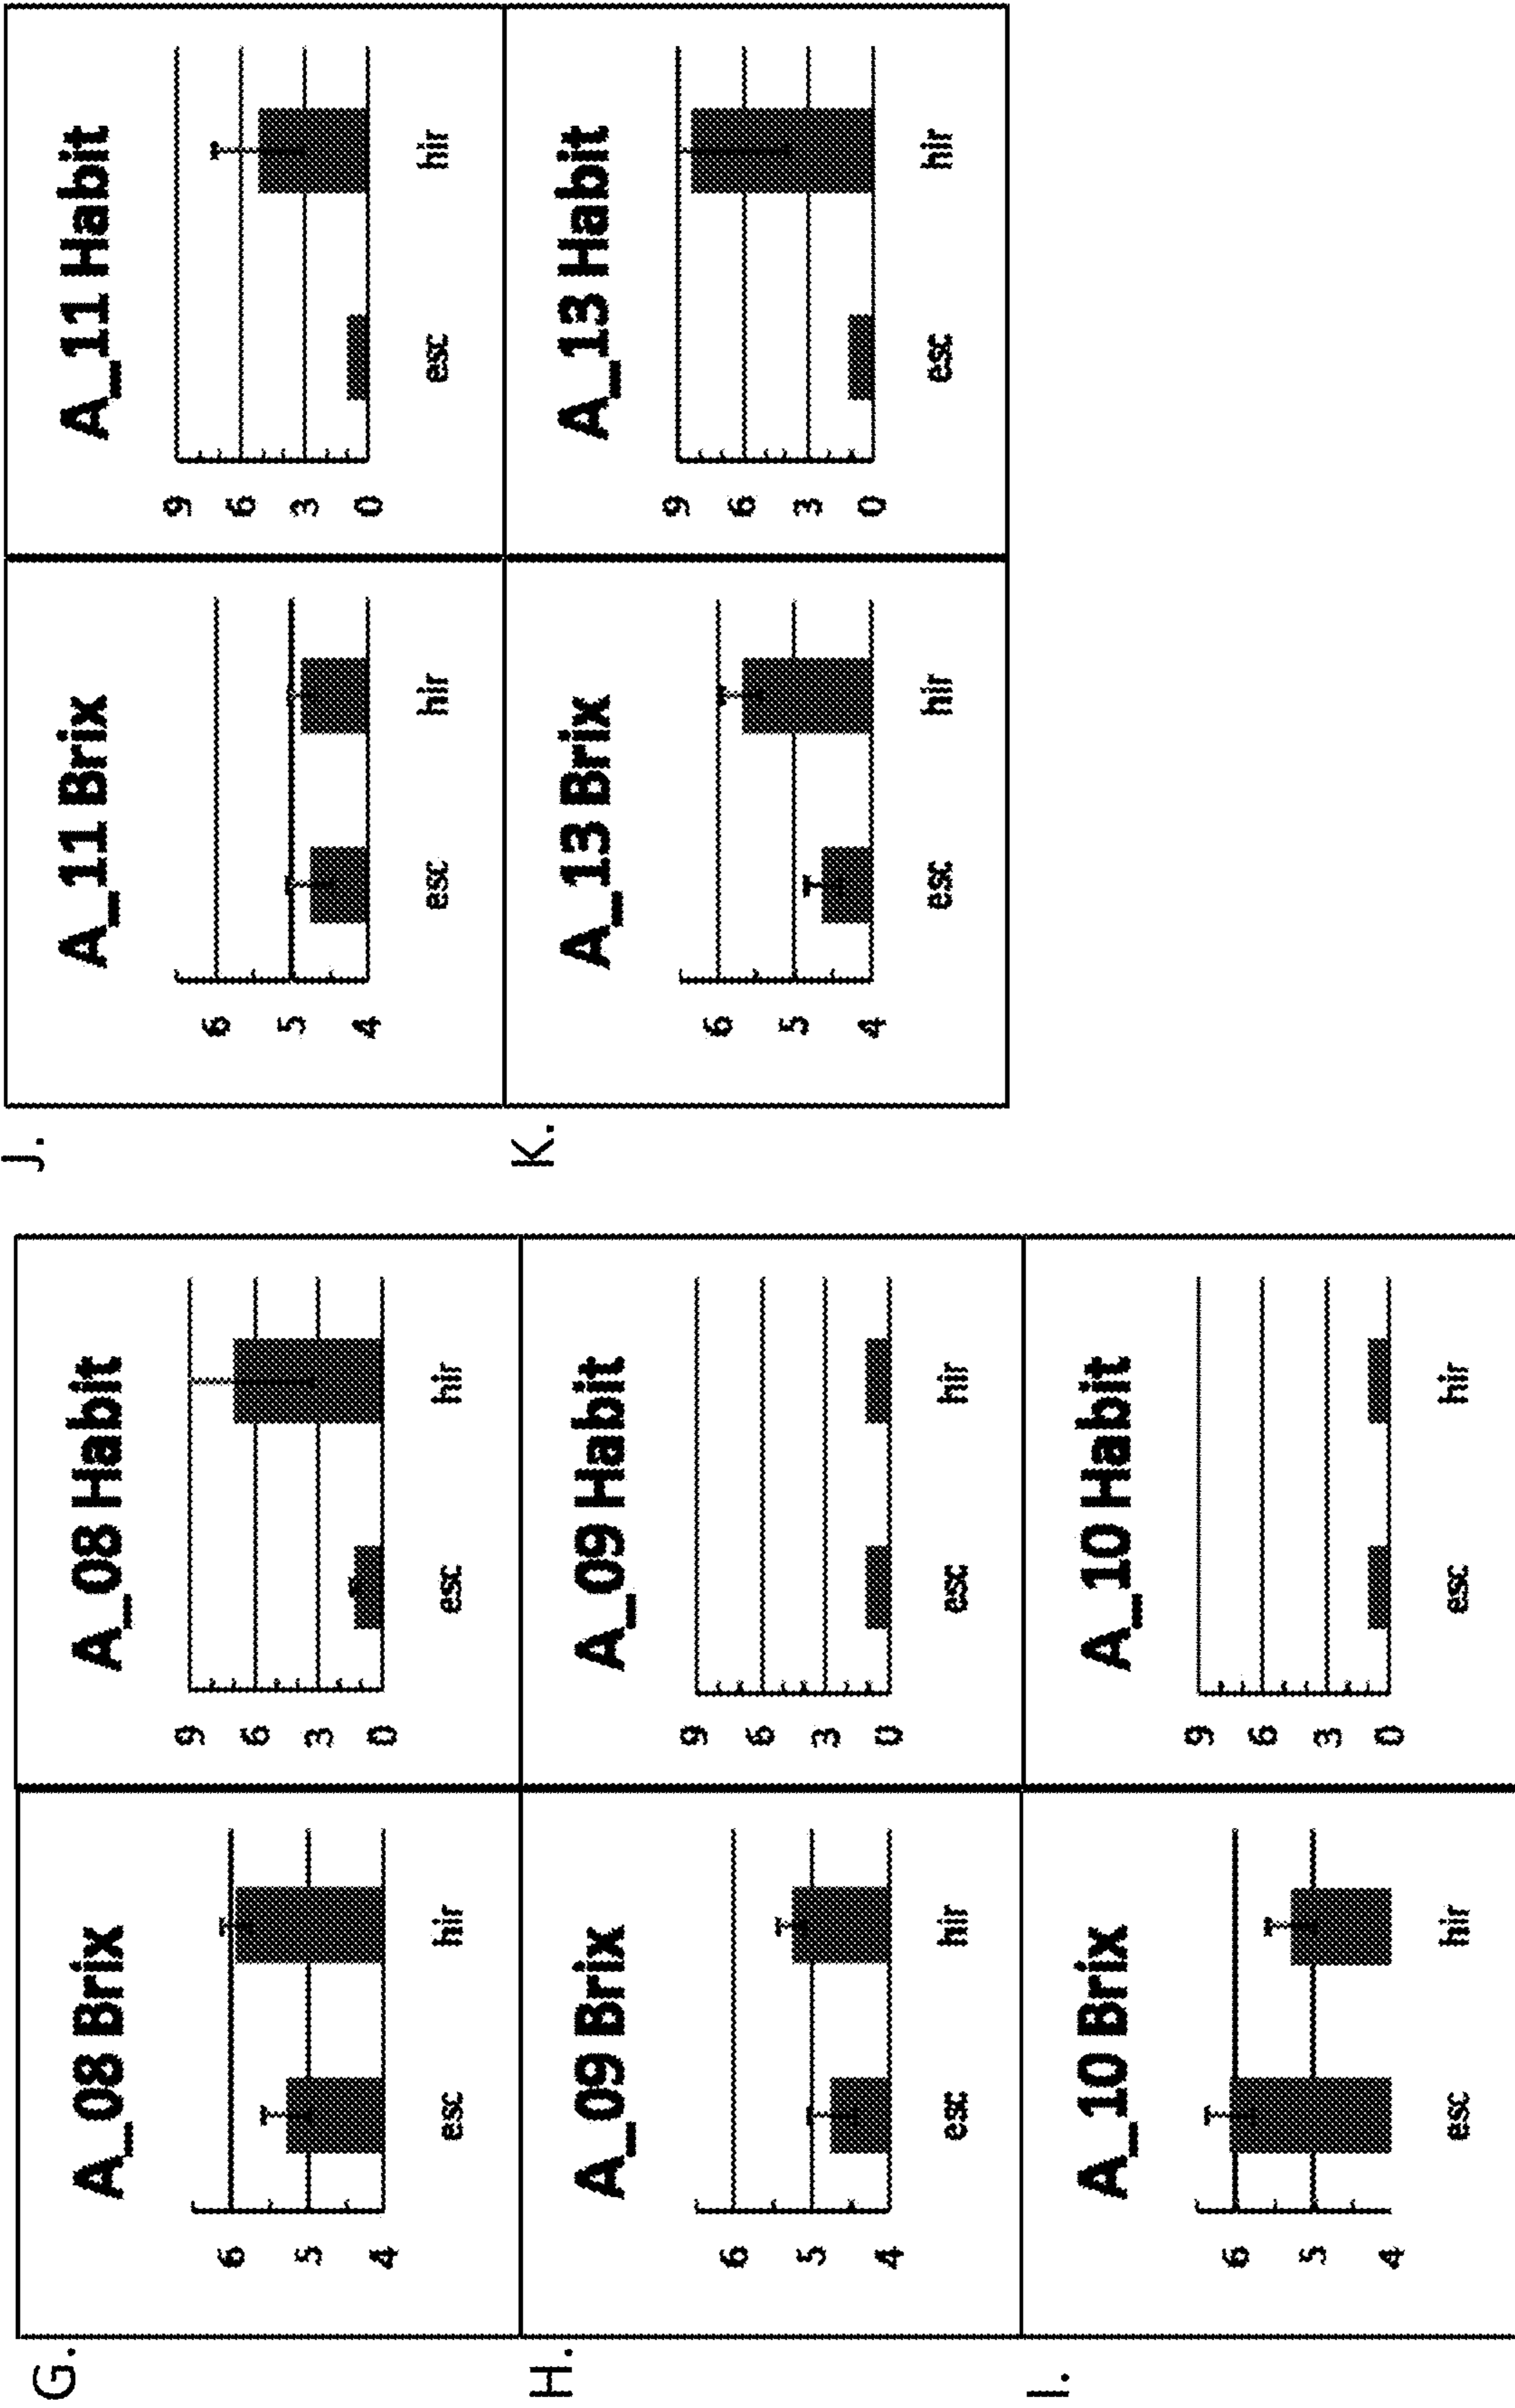 G.
A_08 Brix
6
5
4
esc hir
A_08 Habit
9
6
3
0
esc hir
H.
A_09 Brix
6
5
4
esc hir
A_09 Habit
9
6
3
0
esc hir
I.
A_10 Brix
6
5
4
esc hir
A_10 Habit
9
6
3
0
esc hir
J.
A_11 Brix
6
5
4
esc hir
A_11 Habit
9
6
3
0
esc hir
K.
A_13 Brix
6
5
4
esc hir
A_13 Habit
9
6
3
0
esc hir